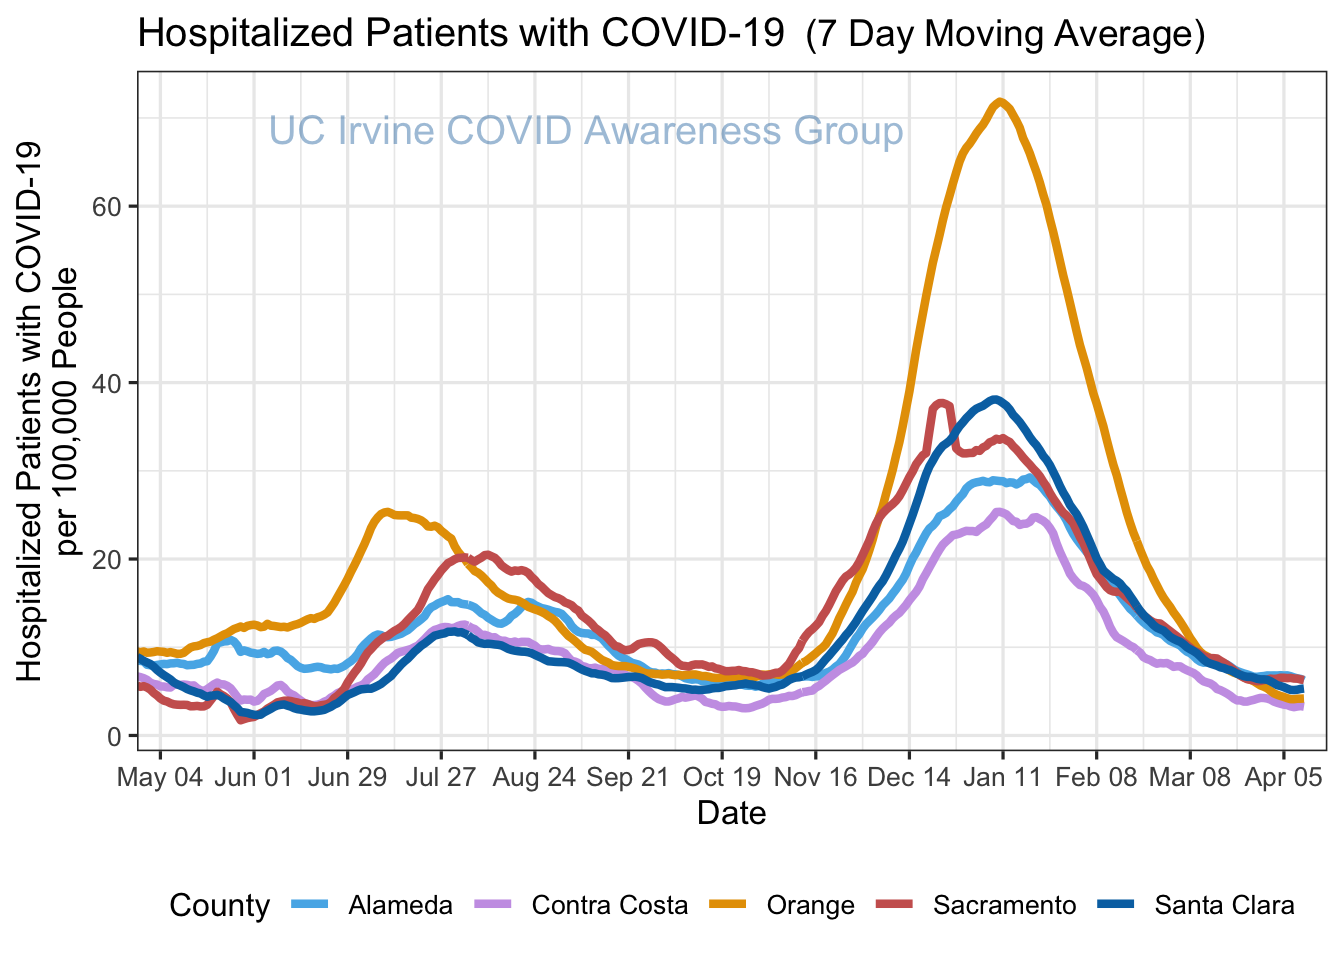 Hospitalized Patients with COVID-19 (7 Day Moving Average)
UC Irvine COVID Awareness Group
Hospitalized Patients with COVID-19
per 100,000 People
60
40
20
0
May 04 Jun 01 Jun 29 Jul 27 Aug 24 Sep 21 Oct 19 Nov 16 Dec 14 Jan 11 Feb 08 Mar 08 Apr 05
Date
County Alameda Contra Costa Orange Sacramento Santa Clara